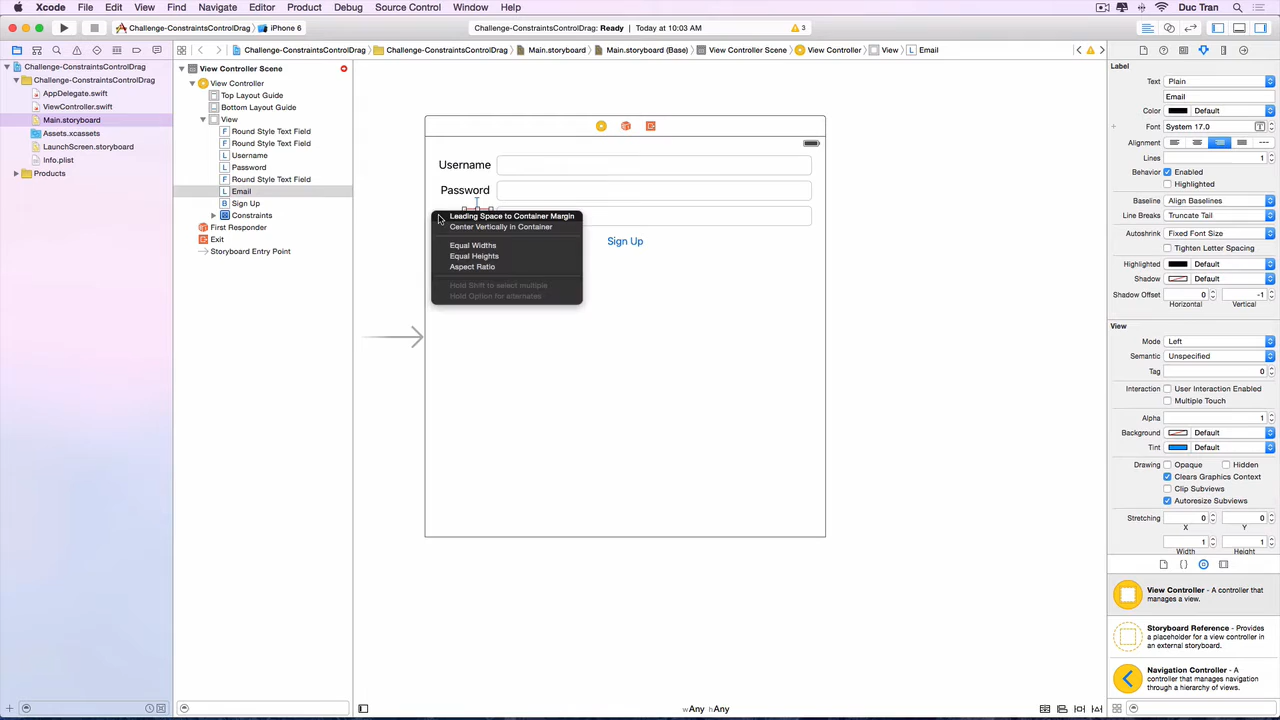 Xcode File Edit View Find Navigate Editor Product Debug Source Control Window Help Duc Tran
Challenge-ConstraintsControlDrag iPhone 6 Challenge-ConstraintsControlDrag: Ready Today at 10:03 AM 3
Challenge-ConstraintsControlDrag Challenge-ConstraintsControlDrag Main.storyboard Main.storyboard (Base) View Controller Scene View Controller View L Email
Challenge-ConstraintsControlDrag
Challenge-ConstraintsControlDrag
AppDelegate.swift
ViewController.swift
Main.storyboard
Assets.xcassets
LaunchScreen.storyboard
Info.plist
Products
View Controller Scene
View Controller
Top Layout Guide
Bottom Layout Guide
View
F Round Style Text Field
F Round Style Text Field
L Username
L Password
F Round Style Text Field
L Email
B Sign Up
Constraints
First Responder
Exit
Storyboard Entry Point
Username
Password
Leading Space to Container Margin
Center Vertically in Container
Equal Widths
Equal Heights
Aspect Ratio
Hold Shift to select multiple
Hold Option for alternates
Sign Up
wAny hAny
Label
Text Plain
Email
Color Default
Font System 17.0
Alignment
Lines 1
Behavior Enabled
Highlighted
Baseline Align Baselines
Line Breaks Truncate Tail
Autoshrink Fixed Font Size
Tighten Letter Spacing
Highlighted Default
Shadow Default
Shadow Offset 0 -1
Horizontal Vertical
View
Mode Left
Semantic Unspecified
Tag 0
Interaction User Interaction Enabled
Multiple Touch
Alpha 1
Background Default
Tint Default
Drawing Opaque Hidden
Clears Graphics Context
Clip Subviews
Autoresize Subviews
Stretching 0 0
X Y
1 1
Width Height
View Controller - A controller that
manages a view.
Storyboard Reference - Provides
a placeholder for a view controller in
an external storyboard.
Navigation Controller - A
controller that manages navigation
through a hierarchy of views.